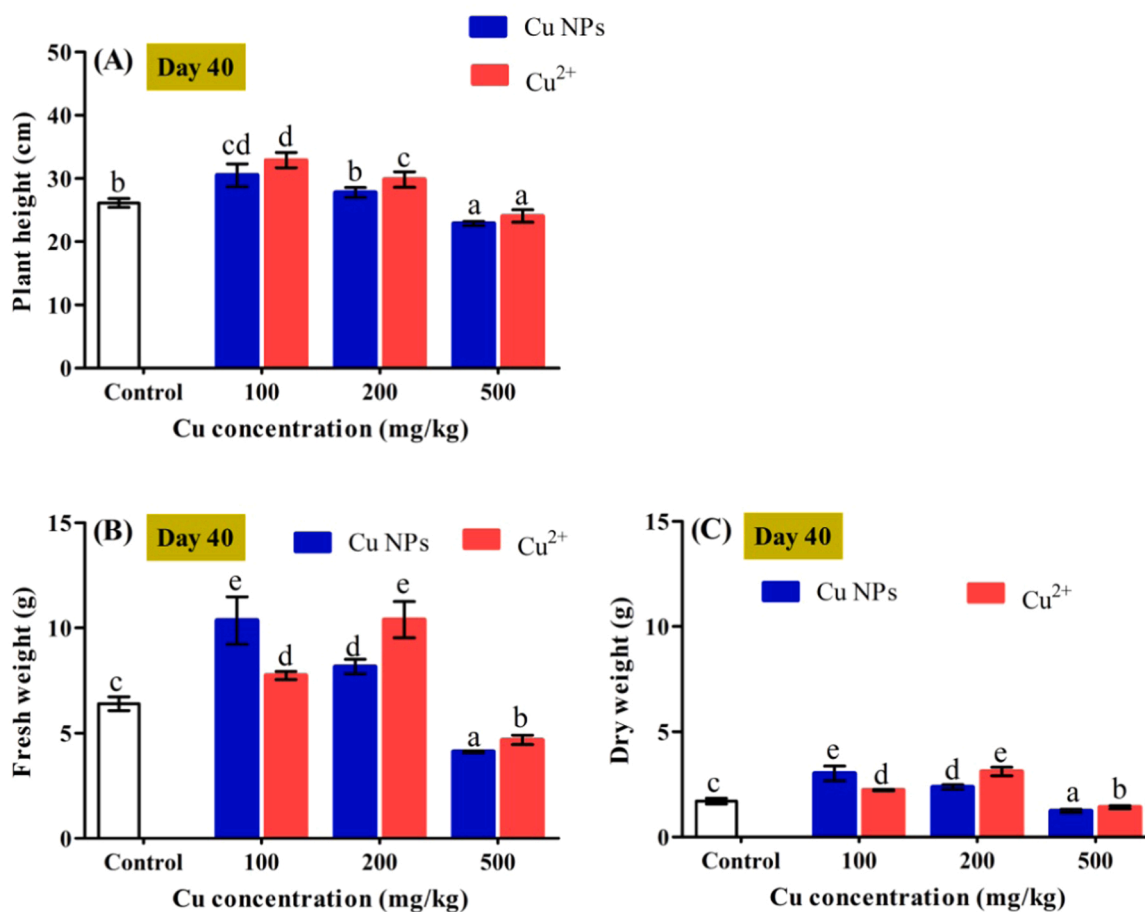 (A) Day 40
Cu NPs
Cu²⁺
Plant height (cm)
50
40
30
20
10
0
b cd d b c a a
Control 100 200 500
Cu concentration (mg/kg)
(B) Day 40
Cu NPs Cu²⁺
Fresh weight (g)
15
10
5
0
c e d d e a b
Control 100 200 500
Cu concentration (mg/kg)
(C) Day 40
Cu NPs Cu²⁺
Dry weight (g)
15
10
5
0
c e d d e a b
Control 100 200 500
Cu concentration (mg/kg)